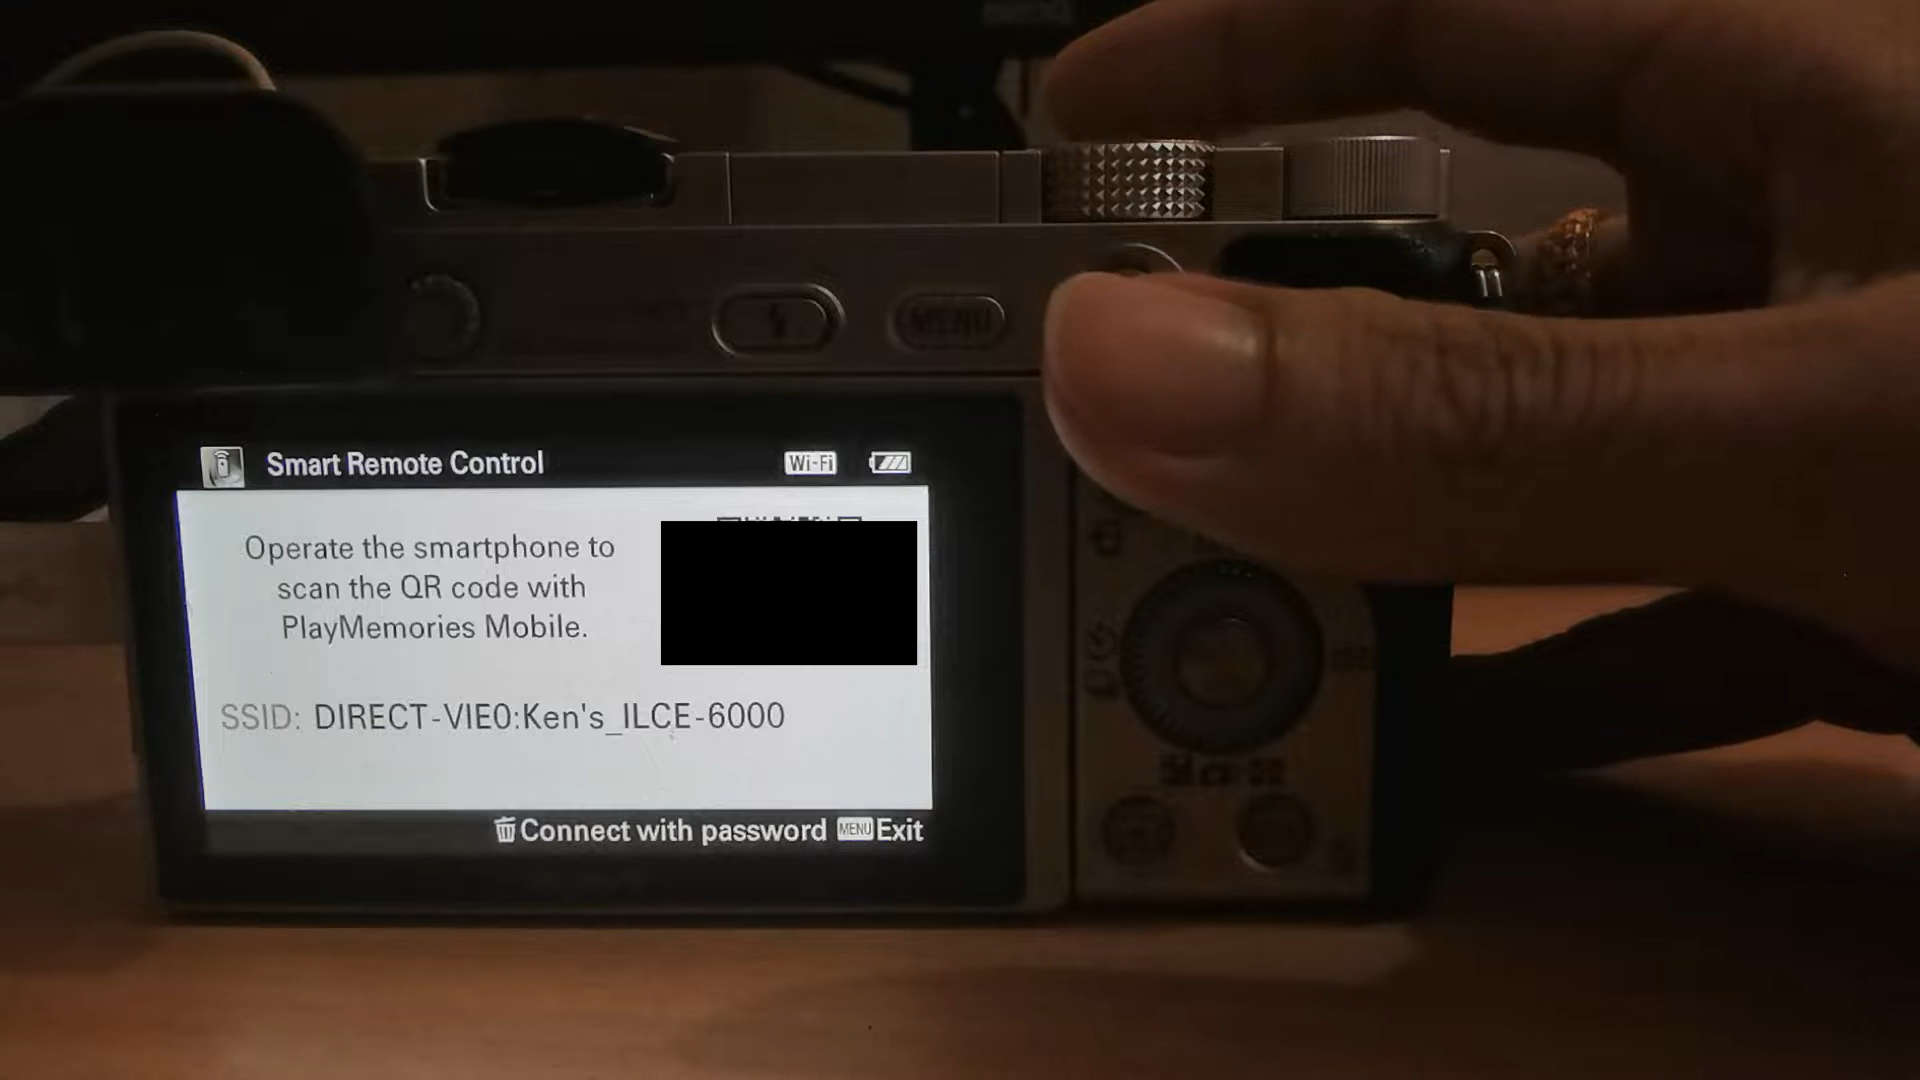 MENU
Smart Remote Control
Wi-Fi
Operate the smartphone to
scan the QR code with
PlayMemories Mobile.
SSID: DIRECT-VIE0:Ken's_ILCE-6000
Connect with password MENU Exit